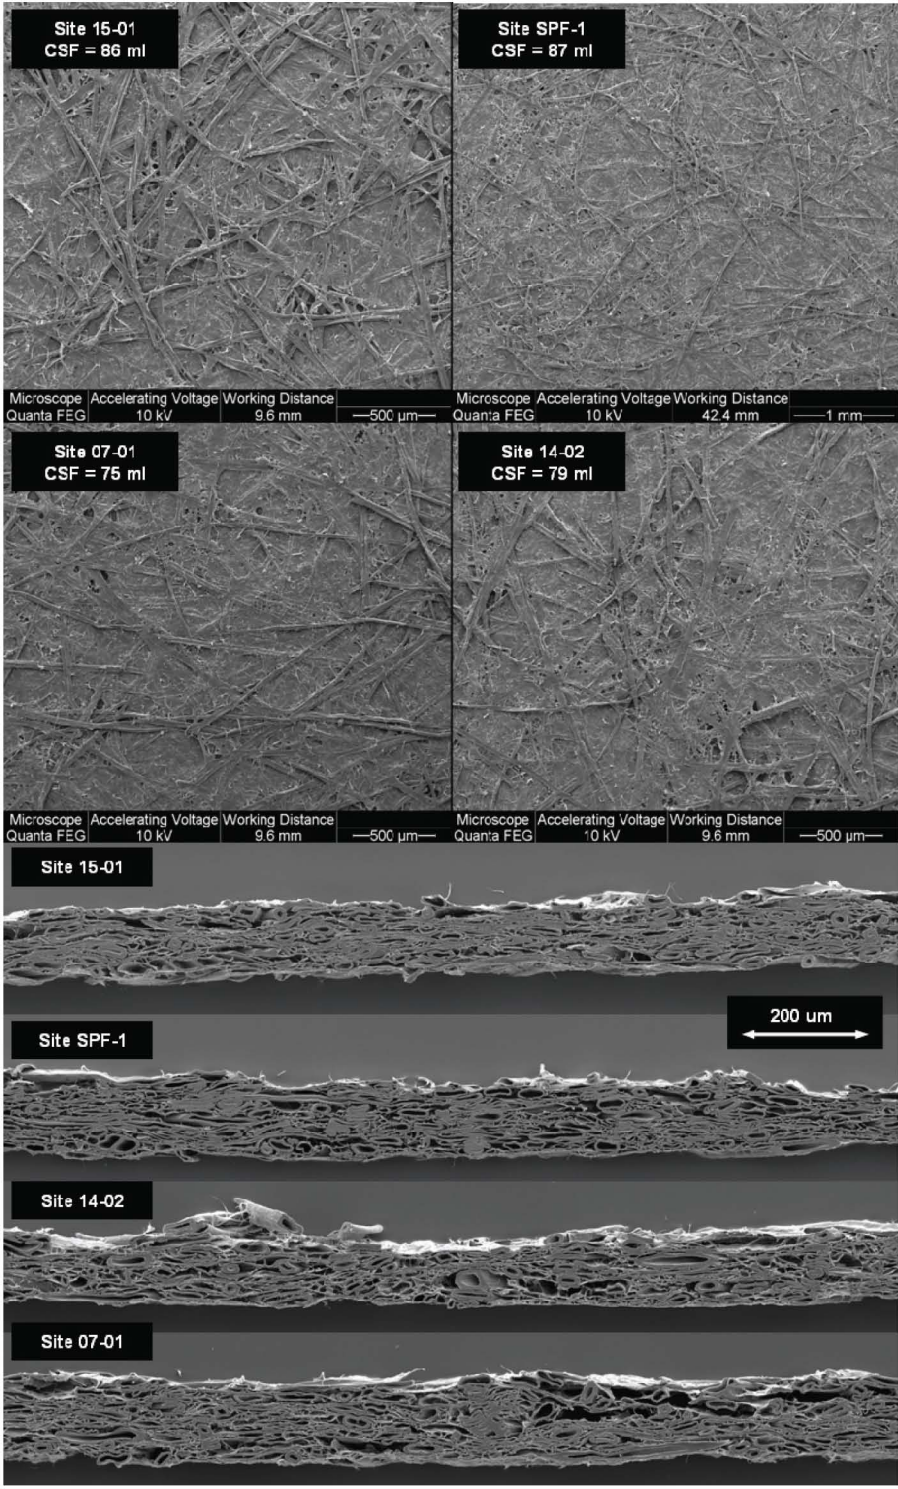 Site 15-01
CSF = 86 ml
Site SPF-1
CSF = 87 ml
Microscope Accelerating Voltage Working Distance
Quanta FEG 10 kV 9.6 mm 500 µm
Microscope Accelerating Voltage Working Distance
Quanta FEG 10 kV 42.4 mm 1 mm
Site 07-01
CSF = 75 ml
Site 14-02
CSF = 79 ml
Microscope Accelerating Voltage Working Distance
Quanta FEG 10 kV 9.6 mm 500 µm
Microscope Accelerating Voltage Working Distance
Quanta FEG 10 kV 9.6 mm 500 µm
Site 15-01
200 um
Site SPF-1
Site 14-02
Site 07-01